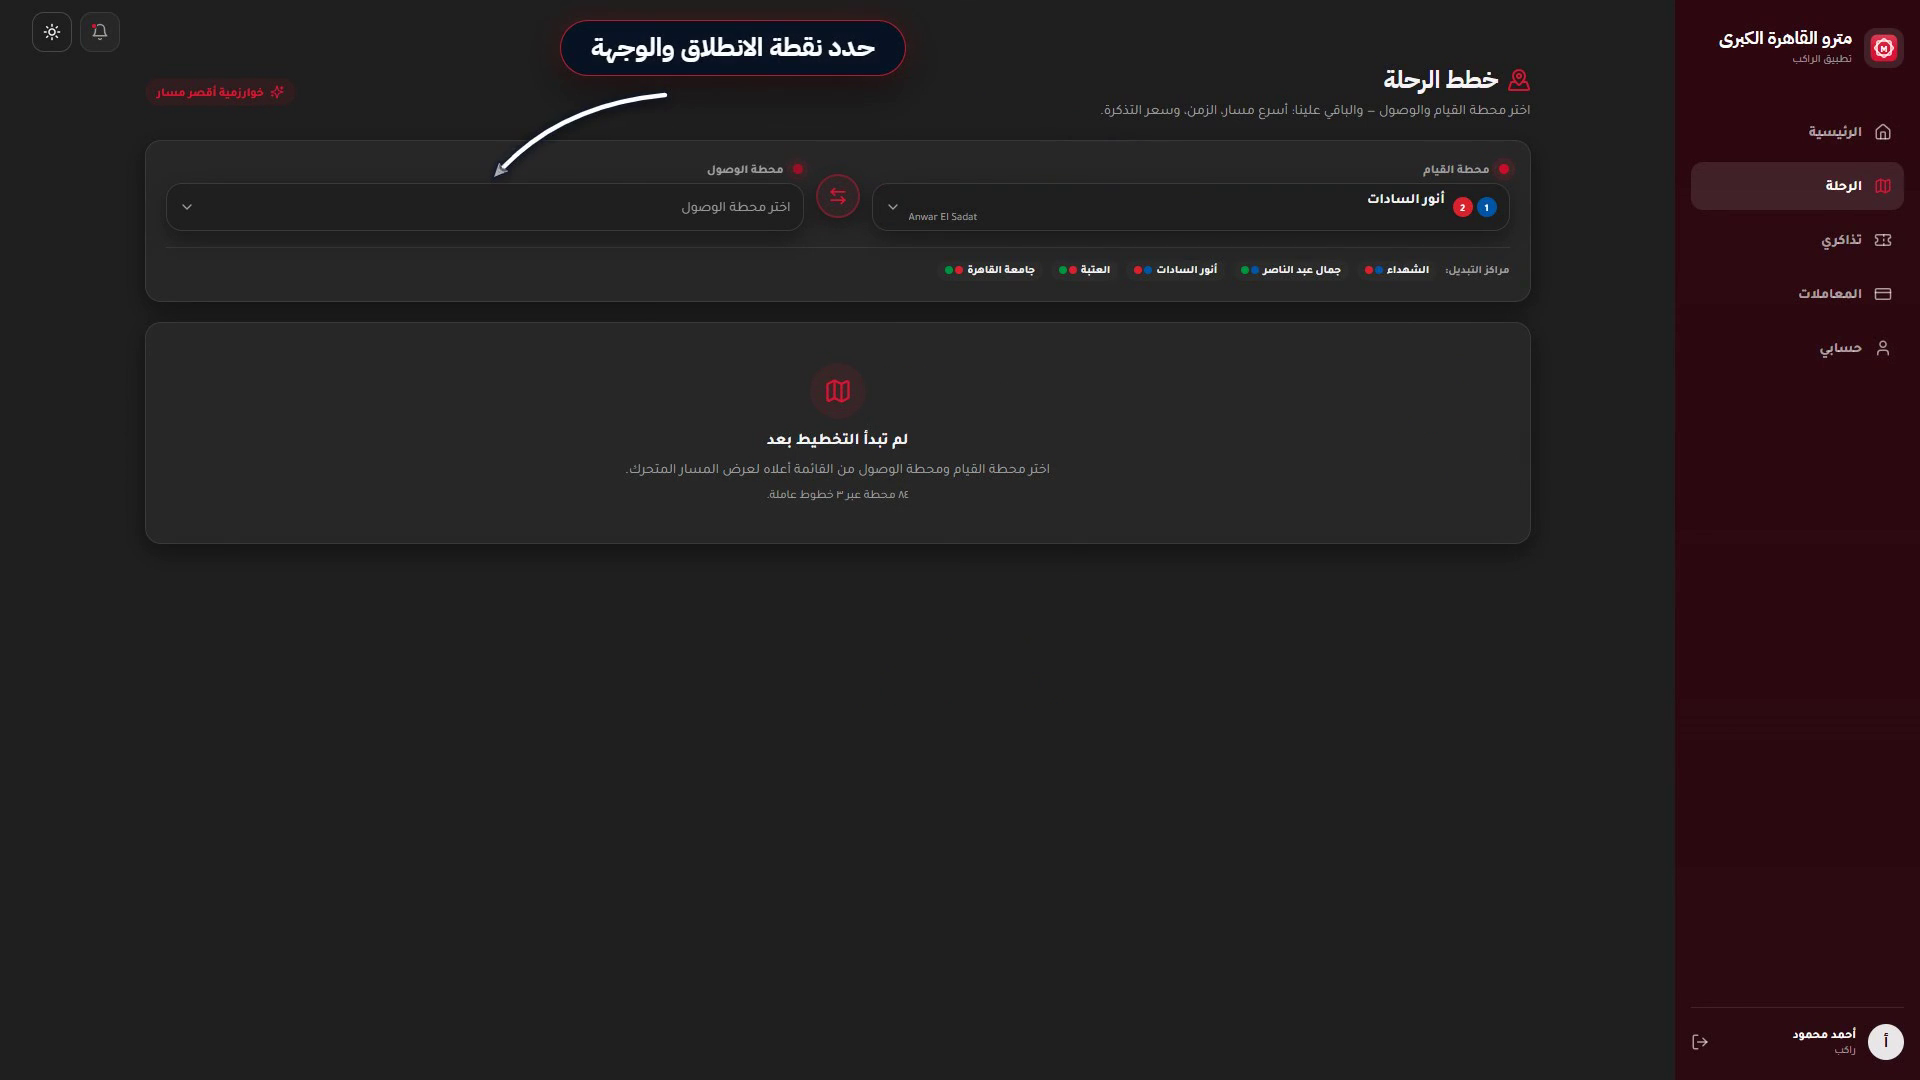 مترو القاهرة الكبرى
تطبيق الراكب
الرئيسية
الرحلة
تذاكري
المعاملات
حسابي
أحمد محمود
راكب
أ
حدد نقطة الانطلاق والوجهة
خطط الرحلة
اختر محطة القيام والوصول — والباقي علينا: أسرع مسار، الزمن، وسعر التذكرة.
خوارزمية أقصر مسار
محطة القيام
1 2 أنور السادات
Anwar El Sadat
محطة الوصول
اختر محطة الوصول
مراكز التبديل: الشهداء جمال عبد الناصر أنور السادات العتبة جامعة القاهرة
لم تبدأ التخطيط بعد
اختر محطة القيام ومحطة الوصول من القائمة أعلاه لعرض المسار المتحرك.
٨٤ محطة عبر ٣ خطوط عاملة.